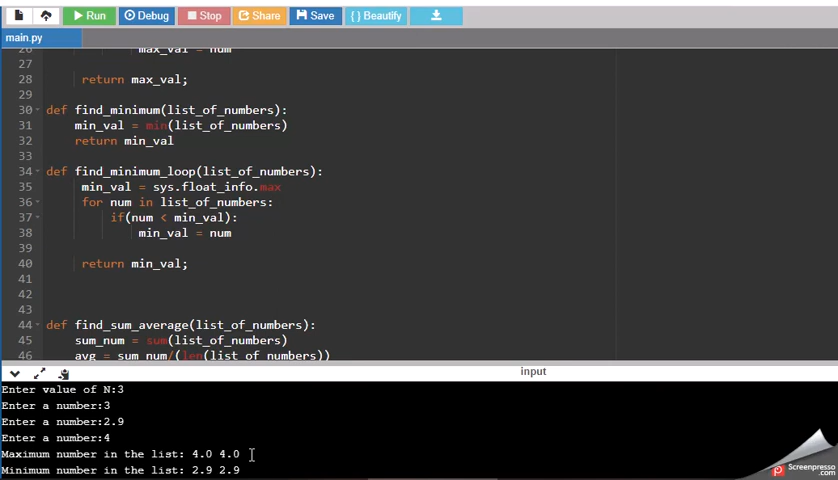 Run Debug Stop Share Save { } Beautify
main.py
26 max_val = num
27
28 return max_val;
29
30 def find_minimum(list_of_numbers):
31 min_val = min(list_of_numbers)
32 return min_val
33
34 def find_minimum_loop(list_of_numbers):
35 min_val = sys.float_info.max
36 for num in list_of_numbers:
37 if(num < min_val):
38 min_val = num
39
40 return min_val;
41
42
43
44 def find_sum_average(list_of_numbers):
45 sum_num = sum(list_of_numbers)
46 avg = sum_num/(len(list_of_numbers))
input
Enter value of N:3
Enter a number:3
Enter a number:2.9
Enter a number:4
Maximum number in the list: 4.0 4.0
Minimum number in the list: 2.9 2.9
Screenpresso
.com